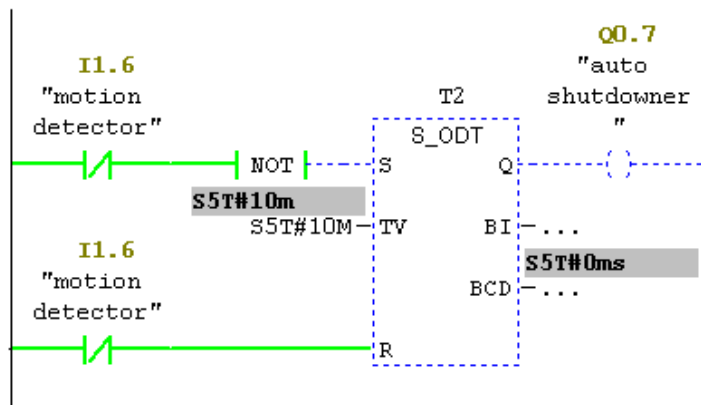 Q0.7
I1.6
"auto
"motion
T2
shutdowner
detector"
"
S_ODT
NOT
S
Q
S5T#10m
S5T#10M
TV
BI
...
I1.6
S5T#0ms
"motion
BCD
...
detector"
R